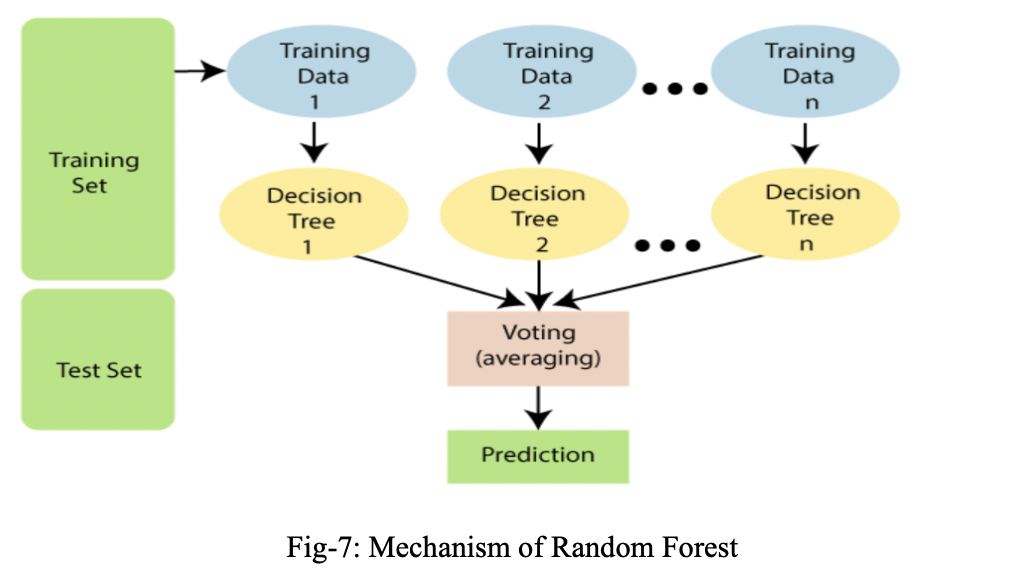 Training
Set
Test Set
Training
Data
1
Training
Data
2
Training
Data
n
Decision
Tree
1
Decision
Tree
2
Decision
Tree
n
Voting
(averaging)
Prediction
Fig-7: Mechanism of Random Forest